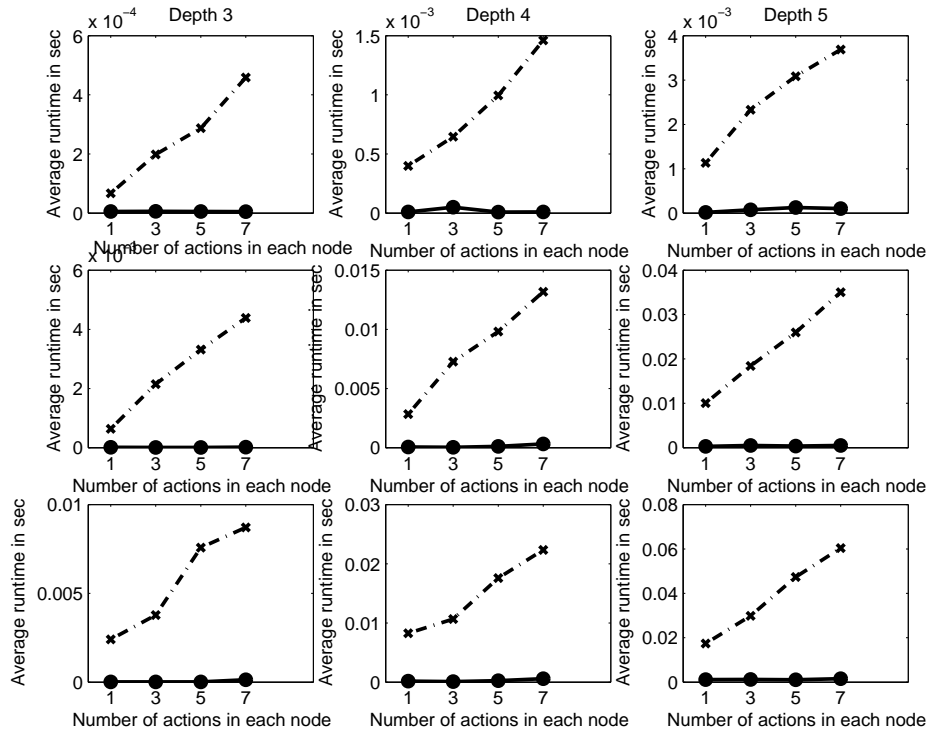 x 10⁻⁴ Depth 3
x 10⁻³ Depth 4
x 10⁻³ Depth 5
Average runtime in sec
6
4
2
0
1 3 5 7
Number of actions in each node
Average runtime in sec
1.5
1
0.5
0
1 3 5 7
Number of actions in each node
Average runtime in sec
4
3
2
1
0
1 3 5 7
Number of actions in each node
x 10⁻³
Average runtime in sec
6
4
2
0
1 3 5 7
Number of actions in each node
Average runtime in sec
0.015
0.01
0.005
0
1 3 5 7
Number of actions in each node
Average runtime in sec
0.04
0.03
0.02
0.01
0
1 3 5 7
Number of actions in each node
Average runtime in sec
0.01
0.005
0
1 3 5 7
Number of actions in each node
Average runtime in sec
0.03
0.02
0.01
0
1 3 5 7
Number of actions in each node
Average runtime in sec
0.08
0.06
0.04
0.02
0
1 3 5 7
Number of actions in each node